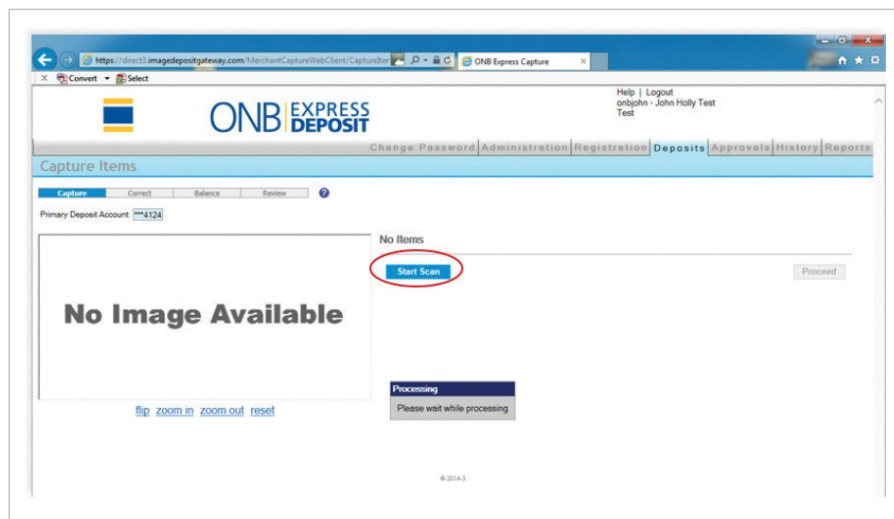 https://direct3.imagedepositgateway.com/MerchantCaptureWebClient/CaptureIter
ONB Express Capture
x Convert Select
Help | Logout
onbjohn - John Holly Test
Test
ONB EXPRESS DEPOSIT
Change Password Administration Registration Deposits Approvals History Reports
Capture Items
Capture Correct Balance Review ?
Primary Deposit Account: ***4124
No Items
Start Scan Proceed
No Image Available
Processing
Please wait while processing
flip zoom in zoom out reset
© 2014-3